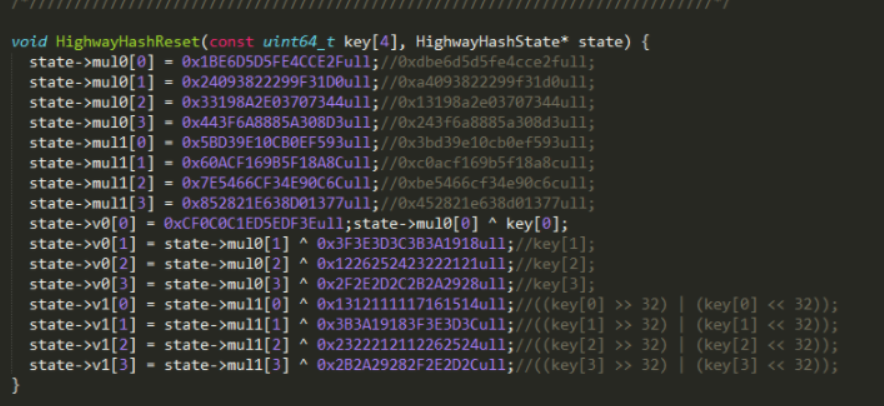 /*////////////////////////////////////////////////////////////////////////////*/
void HighwayHashReset(const uint64_t key[4], HighwayHashState* state) {
  state->mul0[0] = 0x1BE6D5D5FE4CCE2Full;//0xdbe6d5d5fe4cce2full;
  state->mul0[1] = 0x24093822299F31D0ull;//0xa4093822299f31d0ull;
  state->mul0[2] = 0x33198A2E03707344ull;//0x13198a2e03707344ull;
  state->mul0[3] = 0x443F6A8885A308D3ull;//0x243f6a8885a308d3ull;
  state->mul1[0] = 0x5BD39E10CB0EF593ull;//0x3bd39e10cb0ef593ull;
  state->mul1[1] = 0x60ACF169B5F18A8Cull;//0xc0acf169b5f18a8cull;
  state->mul1[2] = 0x7E5466CF34E90C6Cull;//0xbe5466cf34e90c6cull;
  state->mul1[3] = 0x852821E638D01377ull;//0x452821e638d01377ull;
  state->v0[0] = 0xCF0C0C1ED5EDF3Eull;state->mul0[0] ^ key[0];
  state->v0[1] = state->mul0[1] ^ 0x3F3E3D3C3B3A1918ull;//key[1];
  state->v0[2] = state->mul0[2] ^ 0x1226252423222121ull;//key[2];
  state->v0[3] = state->mul0[3] ^ 0x2F2E2D2C2B2A2928ull;//key[3];
  state->v1[0] = state->mul1[0] ^ 0x1312111117161514ull;//((key[0] >> 32) | (key[0] << 32));
  state->v1[1] = state->mul1[1] ^ 0x3B3A19183F3E3D3Cull;//((key[1] >> 32) | (key[1] << 32));
  state->v1[2] = state->mul1[2] ^ 0x2322212112262524ull;//((key[2] >> 32) | (key[2] << 32));
  state->v1[3] = state->mul1[3] ^ 0x2B2A29282F2E2D2Cull;//((key[3] >> 32) | (key[3] << 32));
}